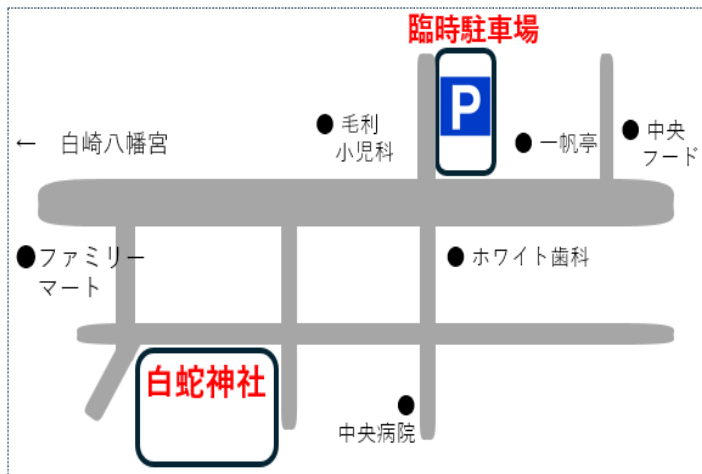 臨時駐車場
P
毛利
小児科
一帆亭
中央
フード
← 白崎八幡宮
ファミリー
マート
ホワイト歯科
白蛇神社
中央病院